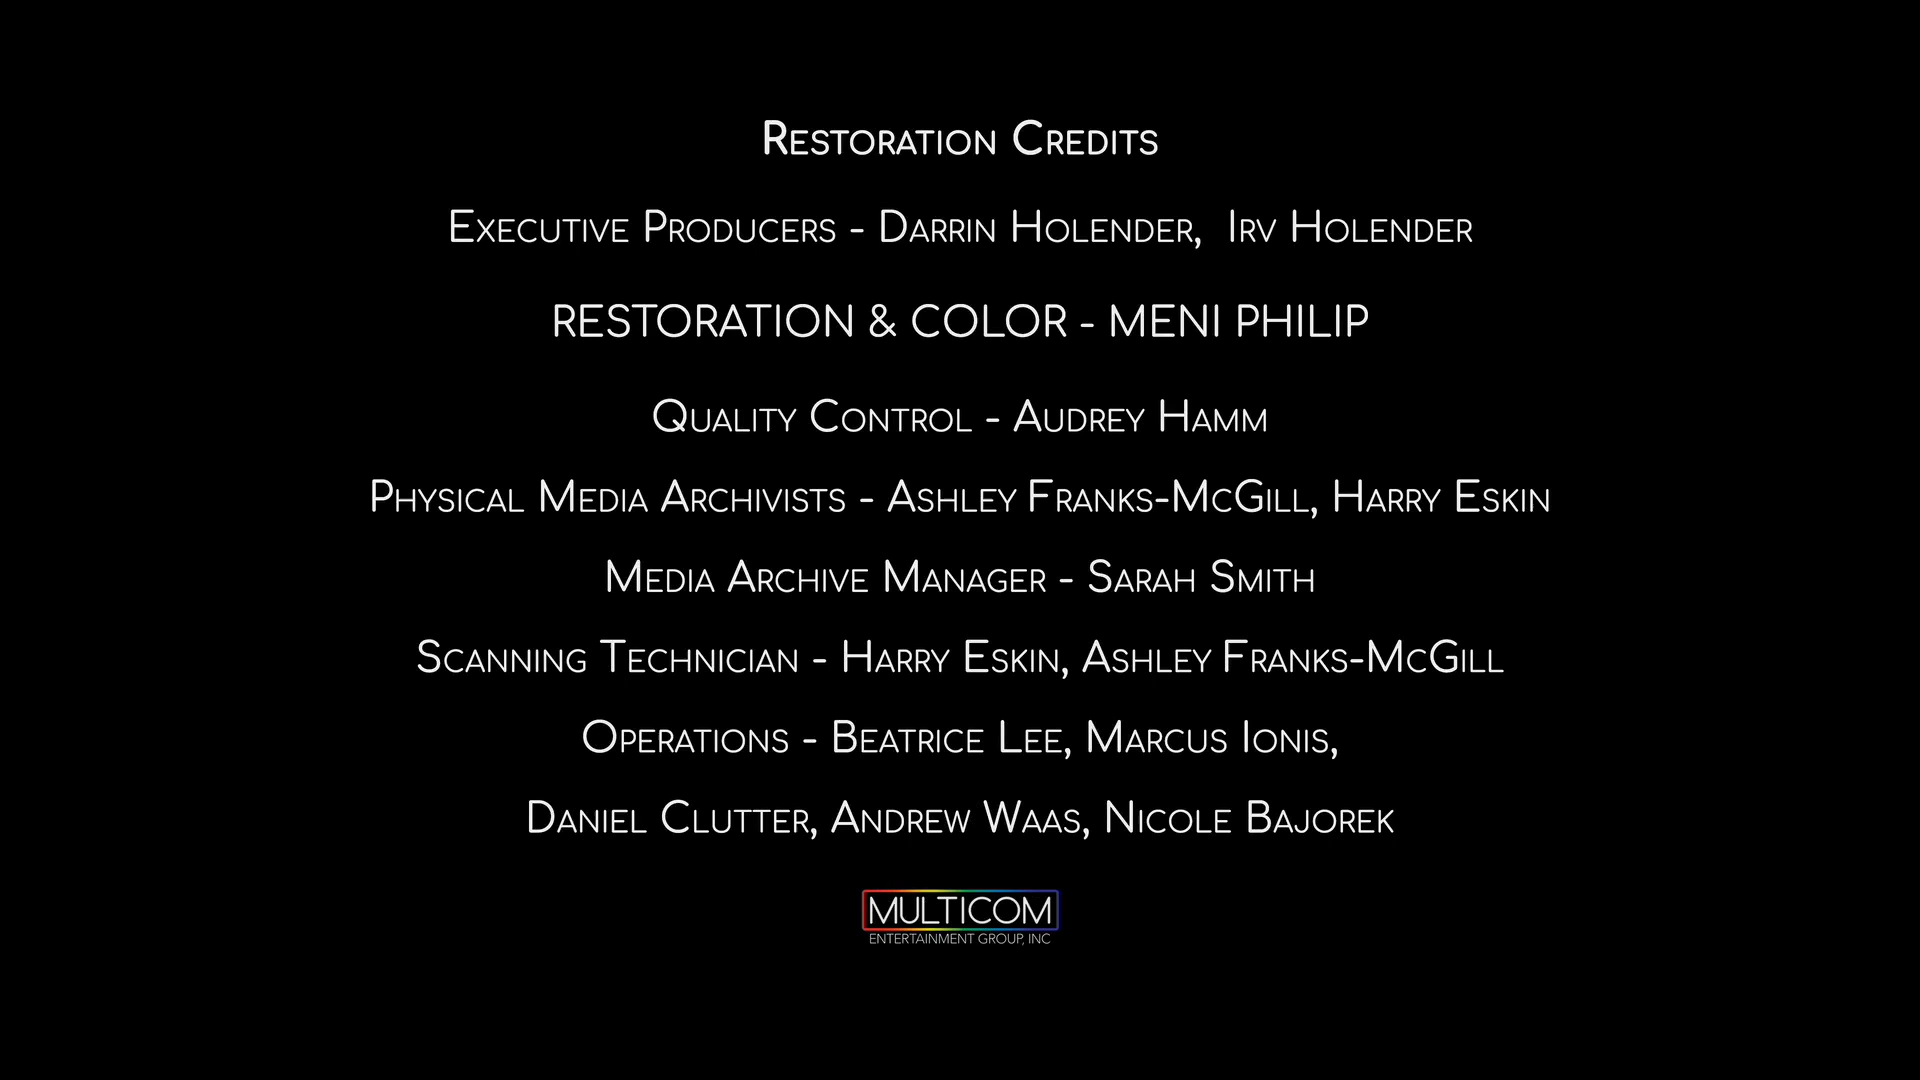 Restoration Credits
Executive Producers - Darrin Holender, Irv Holender
RESTORATION & COLOR - MENI PHILIP
Quality Control - Audrey Hamm
Physical Media Archivists - Ashley Franks-McGill, Harry Eskin
Media Archive Manager - Sarah Smith
Scanning Technician - Harry Eskin, Ashley Franks-McGill
Operations - Beatrice Lee, Marcus Ionis,
Daniel Clutter, Andrew Waas, Nicole Bajorek
MULTICOM
ENTERTAINMENT GROUP, INC